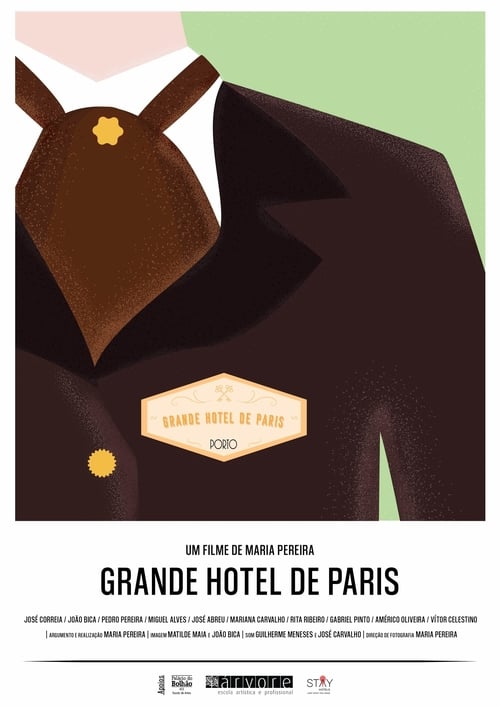 GRANDE HOTEL DE PARIS
PORTO
UM FILME DE MARIA PEREIRA
GRANDE HOTEL DE PARIS
JOSÉ CORREIA / JOÃO BICA / PEDRO PEREIRA / MIGUEL ALVES / JOSÉ ABREU / MARIANA CARVALHO / RITA RIBEIRO / GABRIEL PINTO / AMÉRICO OLIVEIRA / VÍTOR CELESTINO
| ARGUMENTO E REALIZAÇÃO MARIA PEREIRA | IMAGEM MATILDE MAIA E JOÃO BICA | SOM GUILHERME MENESES E JOSÉ CARVALHO | DIREÇÃO DE FOTOGRAFIA MARIA PEREIRA
Apoios
Palácio do
Bolhão
árvore
escola artística e profissional
STAY
HOTELS